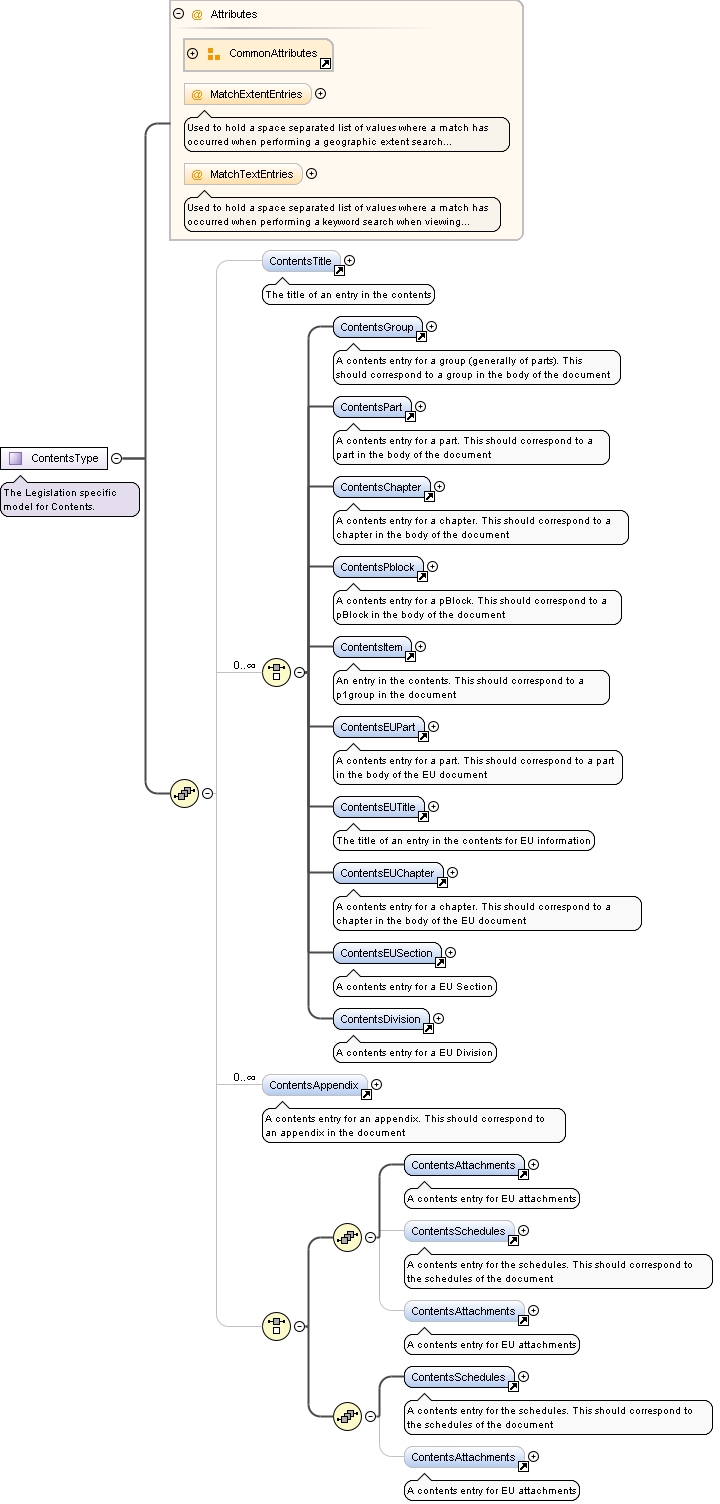 Attributes
CommonAttributes
@ MatchExtentEntries
Used to hold a space separated list of values where a match has
occurred when performing a geographic extent search...
@ MatchTextEntries
Used to hold a space separated list of values where a match has
occurred when performing a keyword search when viewing...
ContentsTitle
The title of an entry in the contents
ContentsGroup
A contents entry for a group (generally of parts). This
should correspond to a group in the body of the document
ContentsPart
A contents entry for a part. This should correspond to a
part in the body of the document
ContentsType
The Legislation specific
model for Contents.
ContentsChapter
A contents entry for a chapter. This should correspond to a
chapter in the body of the document
ContentsPblock
A contents entry for a pBlock. This should correspond to a
pBlock in the body of the document
ContentsItem
0..∞
An entry in the contents. This should correspond to a
p1group in the document
ContentsEUPart
A contents entry for a part. This should correspond to a part
in the body of the EU document
ContentsEUTitle
The title of an entry in the contents for EU information
ContentsEUChapter
A contents entry for a chapter. This should correspond to a
chapter in the body of the EU document
ContentsEUSection
A contents entry for a EU Section
ContentsDivision
A contents entry for a EU Division
0..∞
ContentsAppendix
A contents entry for an appendix. This should correspond to
an appendix in the document
ContentsAttachments
A contents entry for EU attachments
ContentsSchedules
A contents entry for the schedules. This should correspond to
the schedules of the document
ContentsAttachments
A contents entry for EU attachments
ContentsSchedules
A contents entry for the schedules. This should correspond to
the schedules of the document
ContentsAttachments
A contents entry for EU attachments